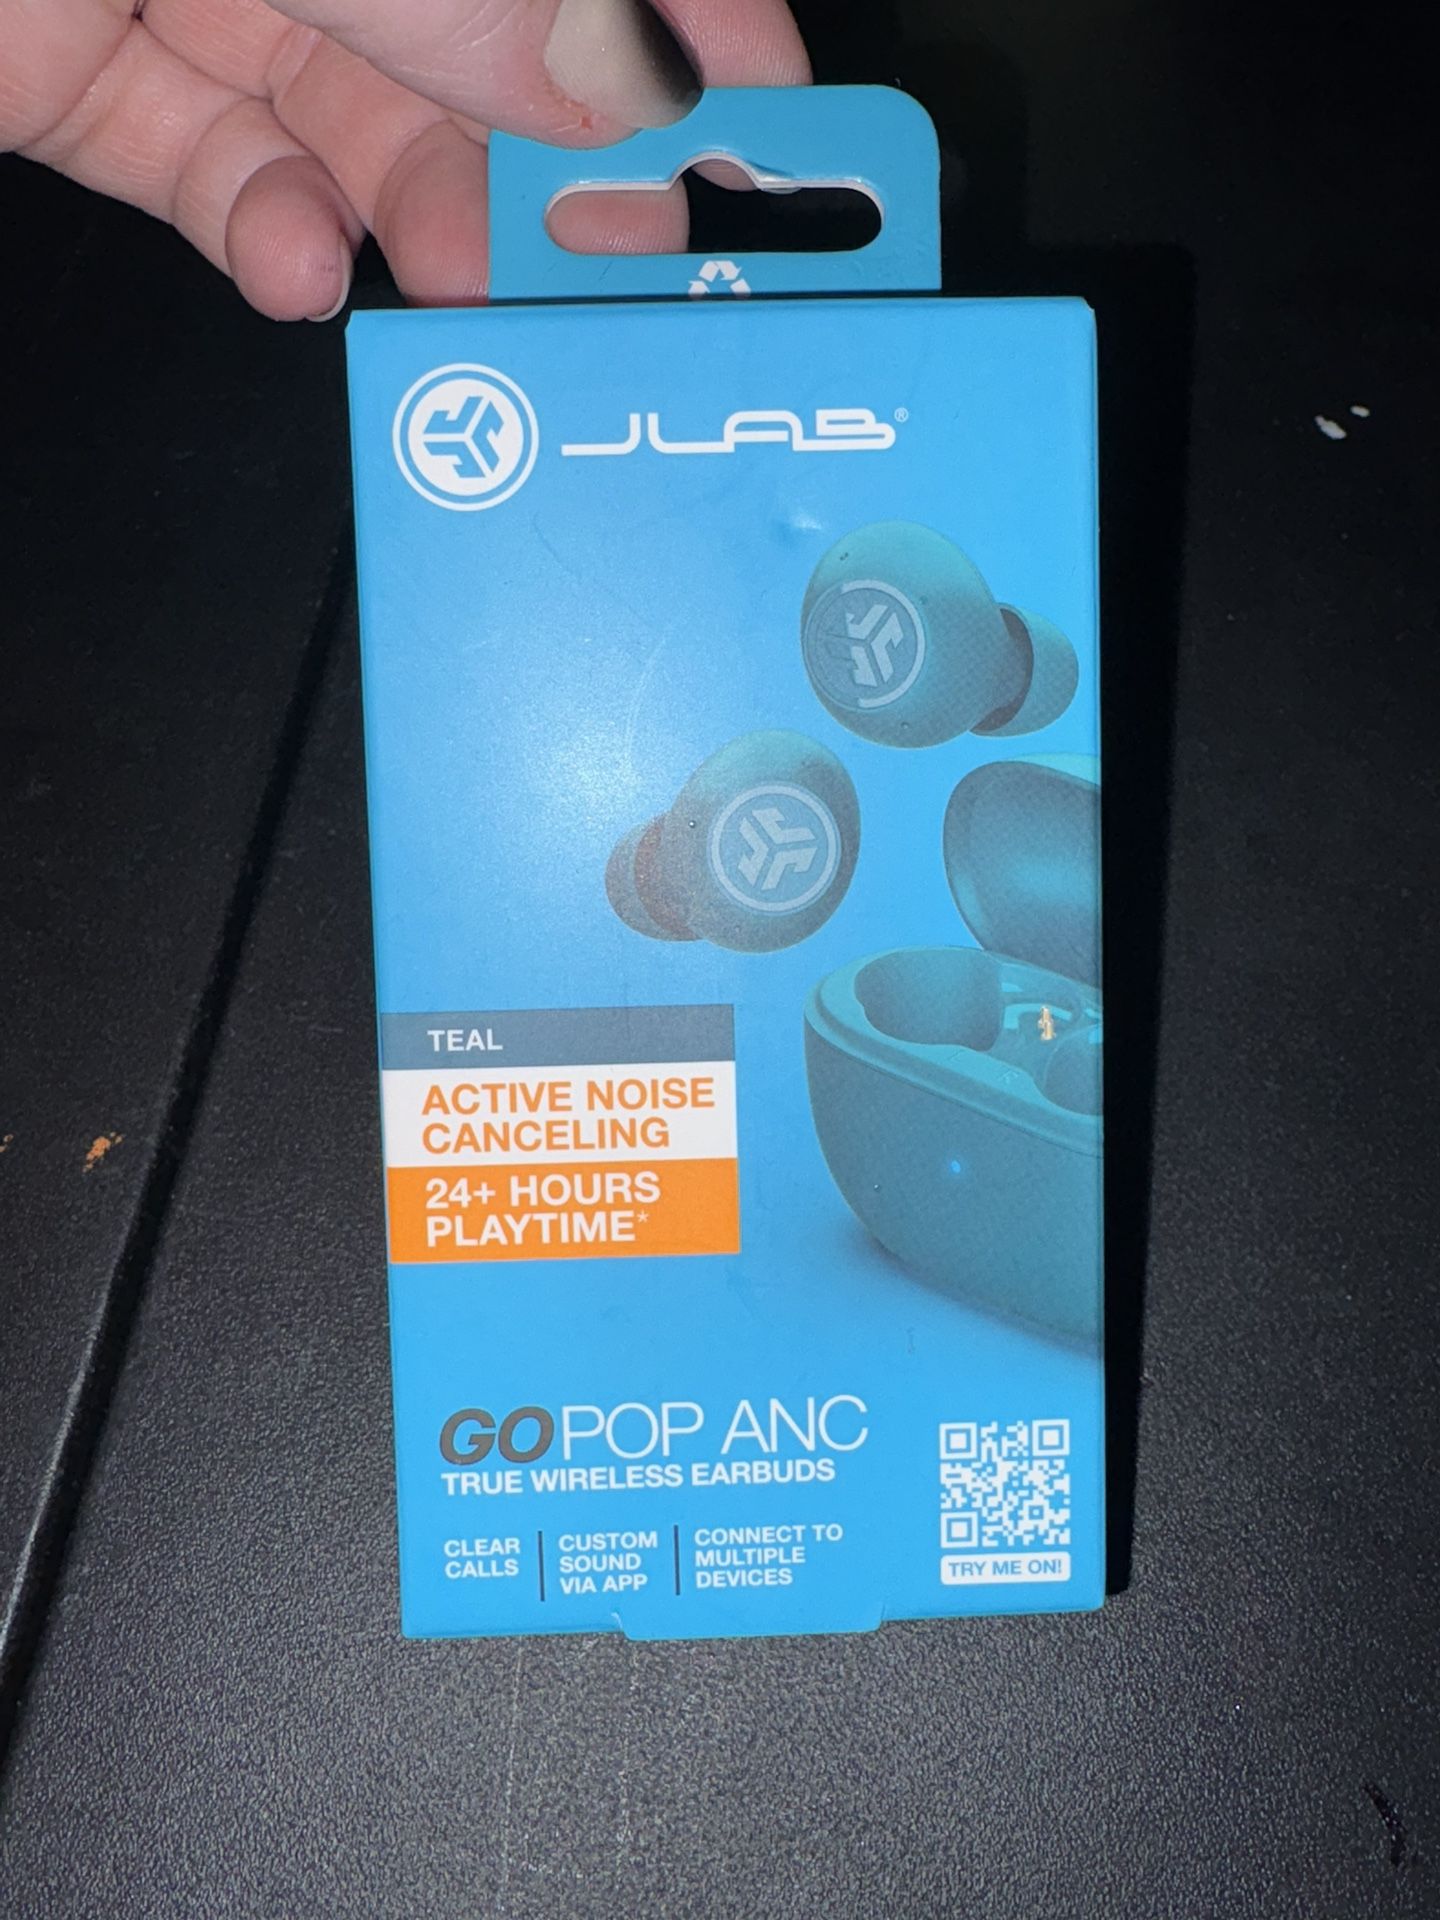 JLAB®
TEAL
ACTIVE NOISE
CANCELING
24+ HOURS
PLAYTIME*
GO POP ANC
TRUE WIRELESS EARBUDS
CLEAR
CALLS
CUSTOM
SOUND
VIA APP
CONNECT TO
MULTIPLE
DEVICES
TRY ME ON!